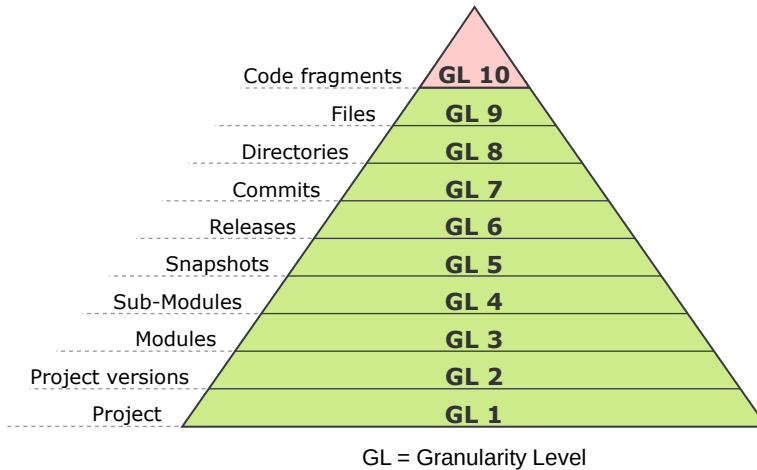 Code fragments GL 10
Files GL 9
Directories GL 8
Commits GL 7
Releases GL 6
Snapshots GL 5
Sub-Modules GL 4
Modules GL 3
Project versions GL 2
Project GL 1
GL = Granularity Level